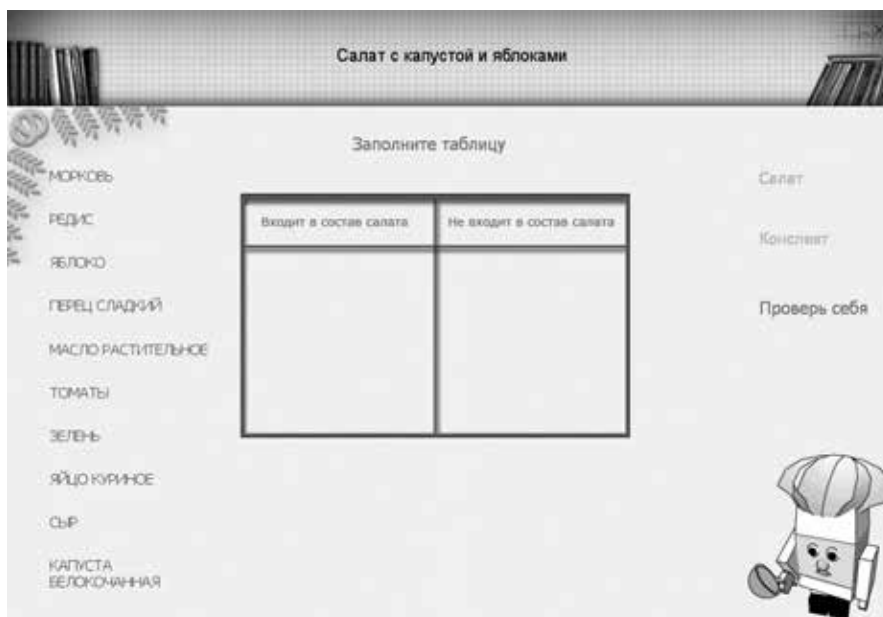 Салат с капустой и яблоками
Заполните таблицу
МОРКОВЬ
РЕДИС
ЯБЛОКО
ПЕРЕЦ СЛАДКИЙ
МАСЛО РАСТИТЕЛЬНОЕ
ТОМАТЫ
ЗЕЛЕНЬ
ЯЙЦО КУРИНОЕ
СЫР
КАПУСТА
БЕЛОКОЧАННАЯ
Входит в состав салата
Не входит в состав салата
Салат
Конспект
Проверь себя